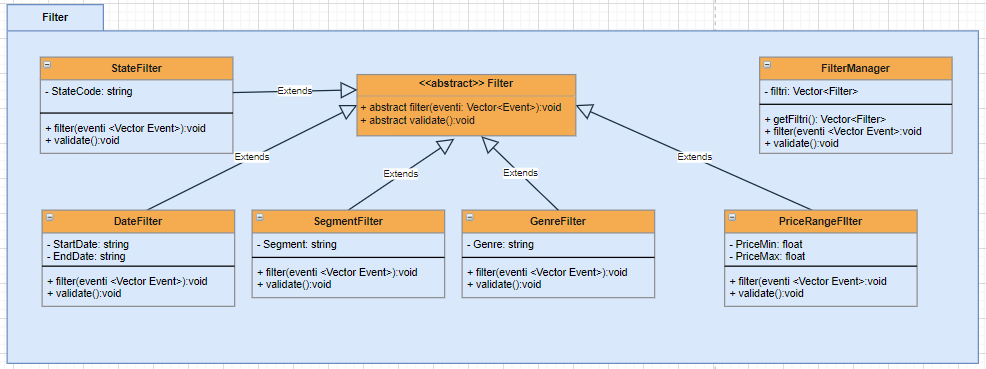 Filter
StateFilter
- StateCode: string
+ filter(eventi <Vector Event>):void
+ validate():void
Extends
<<abstract>> Filter
+ abstract filter(eventi: Vector<Event>):void
+ abstract validate():void
FilterManager
- filtri: Vector<Filter>
+ getFiltri(): Vector<Filter>
+ filter(eventi <Vector Event>:void
+ validate():void
Extends
Extends
Extends
Extends
DateFilter
- StartDate: string
- EndDate: string
+ filter(eventi <Vector Event>):void
+ validate():void
SegmentFilter
- Segment: string
+ filter(eventi <Vector Event>):void
+ validate():void
GenreFilter
- Genre: string
+ filter(eventi <Vector Event>):void
+ validate():void
PriceRangeFIlter
- PriceMin: float
- PriceMax: float
+ filter(eventi <Vector Event>:void
+ validate():void